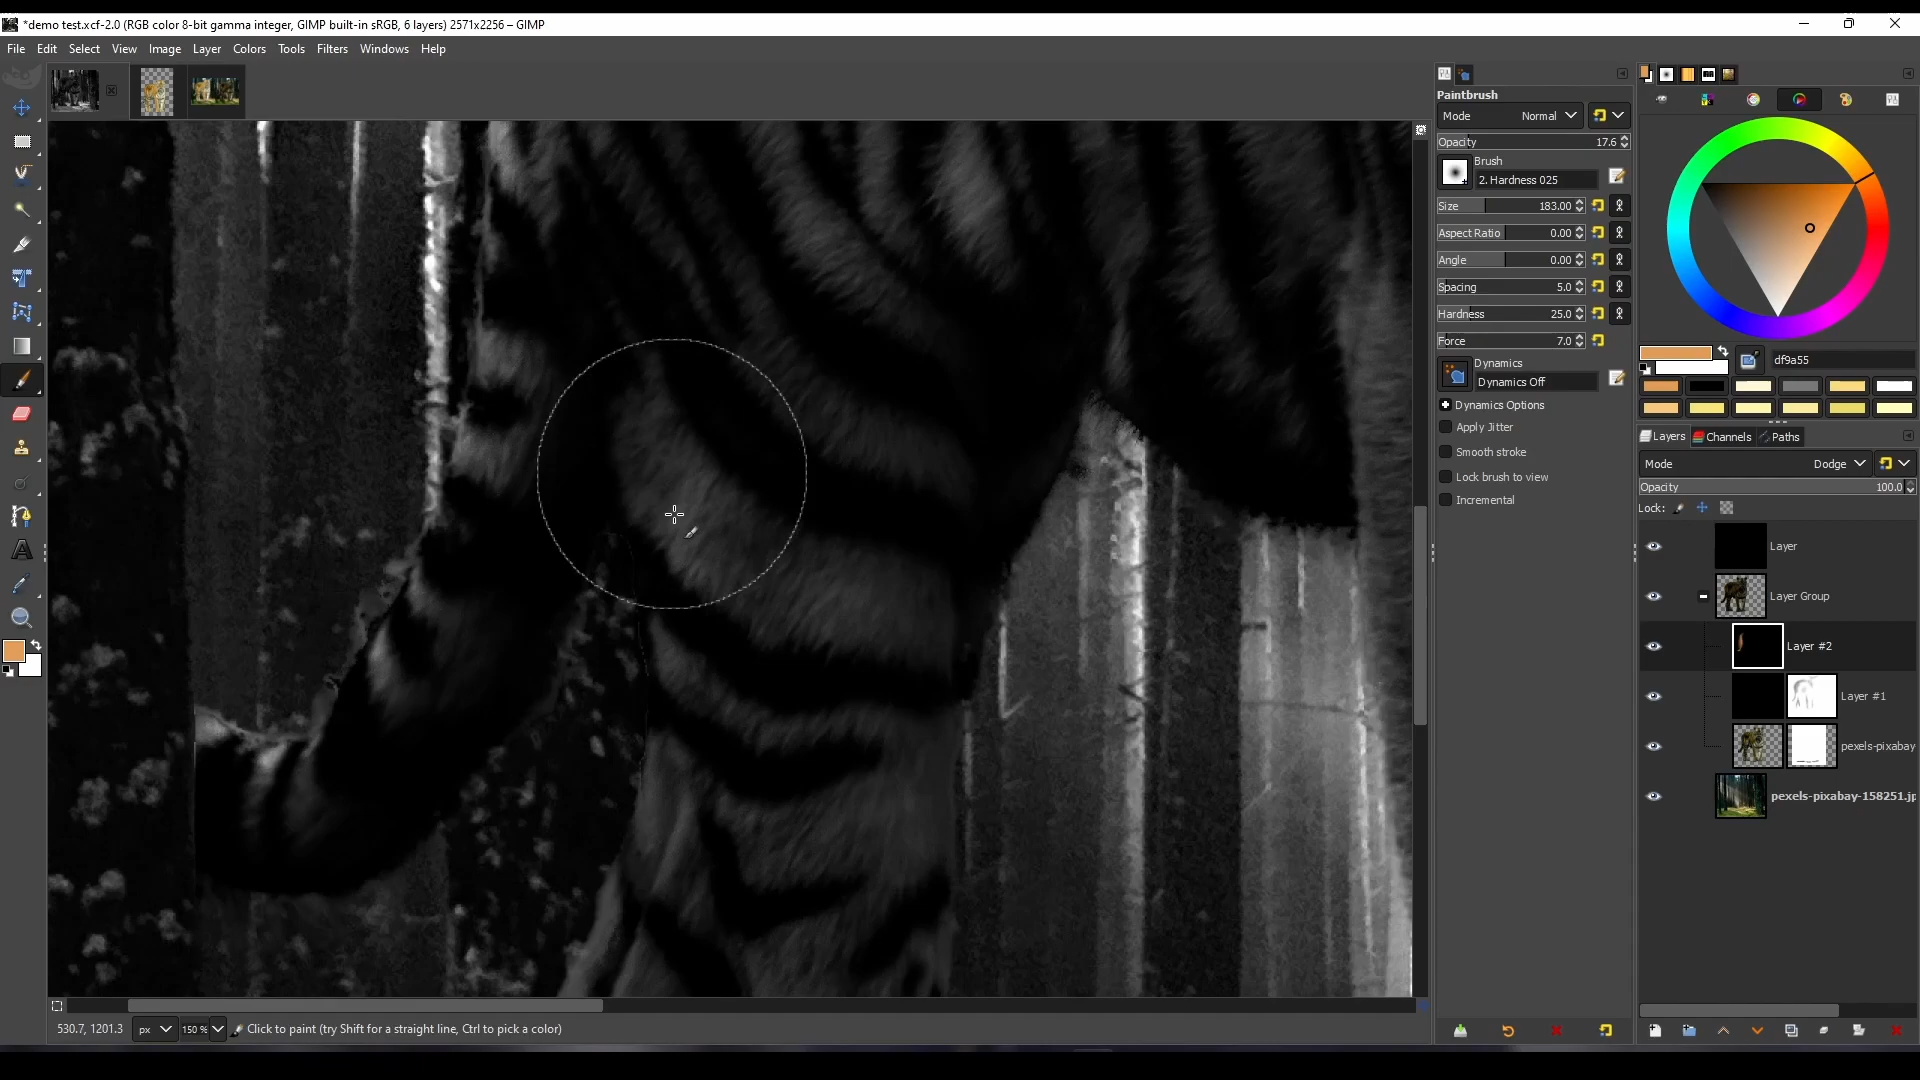 *demo test.xcf-2.0 (RGB color 8-bit gamma integer, GIMP built-in sRGB, 6 layers) 2571x2256 – GIMP
File Edit Select View Image Layer Colors Tools Filters Windows Help
Paintbrush
Mode Normal
Opacity 17.6
Brush
2. Hardness 025
Size 183.00
Aspect Ratio 0.00
Angle 0.00
Spacing 5.0
Hardness 25.0
Force 7.0
Dynamics
Dynamics Off
Dynamics Options
Apply Jitter
Smooth stroke
Lock brush to view
Incremental
df9a55
Layers Channels Paths
Mode Dodge
Opacity 100.0
Lock:
Layer
Layer Group
Layer #2
Layer #1
pexels-pixabay
pexels-pixabay-158251.jp
530.7, 1201.3 px 150 % Click to paint (try Shift for a straight line, Ctrl to pick a color)